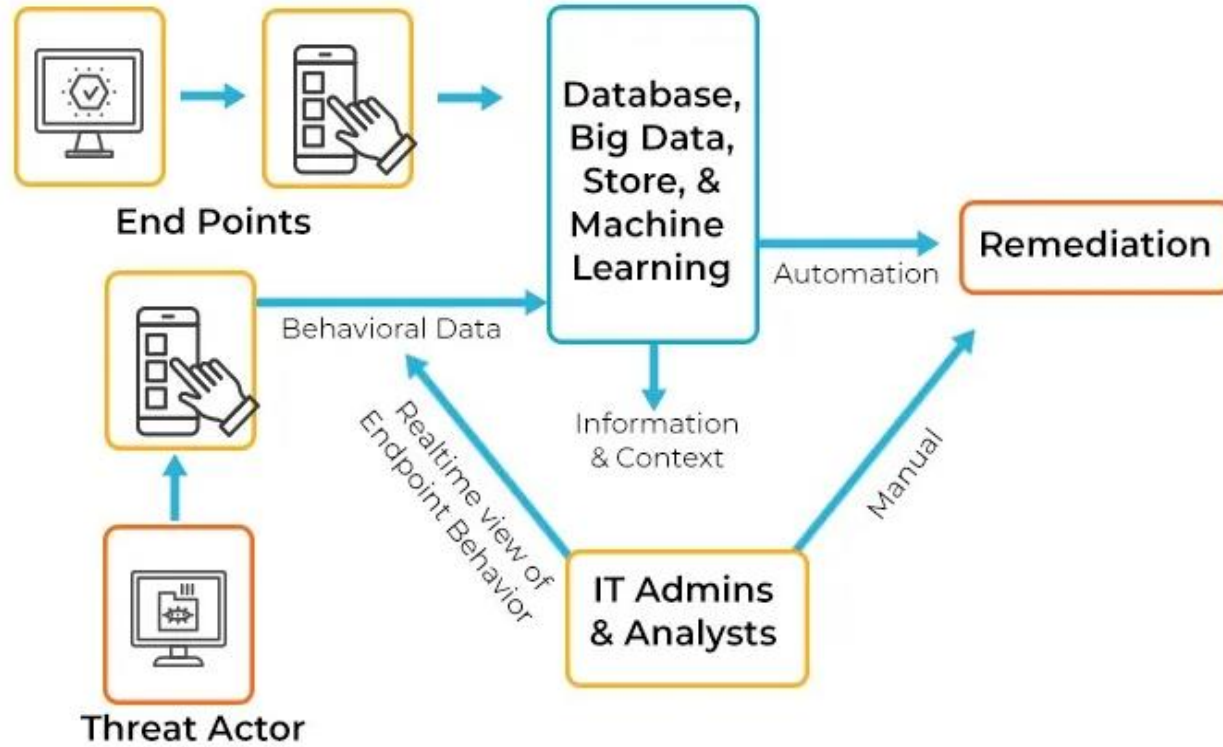 Database,
Big Data,
Store, &
Machine
Learning
End Points
Remediation
Automation
Behavioral Data
Realtime view of
Endpoint Behavior
Information
& Context
Manual
IT Admins
& Analysts
Threat Actor